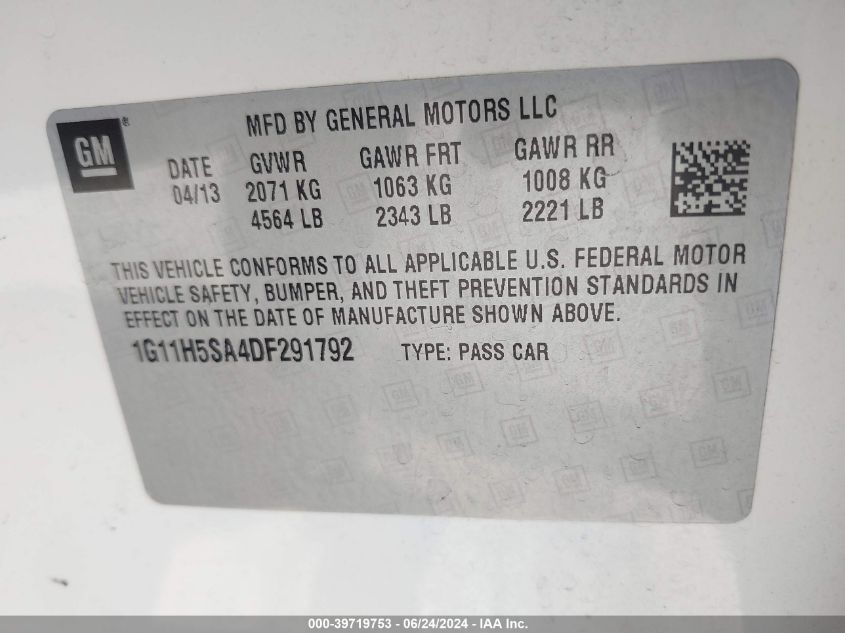 GM®
MFD BY GENERAL MOTORS LLC
DATE GVWR GAWR FRT GAWR RR
04/13 2071 KG 1063 KG 1008 KG
4564 LB 2343 LB 2221 LB
THIS VEHICLE CONFORMS TO ALL APPLICABLE U.S. FEDERAL MOTOR
VEHICLE SAFETY, BUMPER, AND THEFT PREVENTION STANDARDS IN
EFFECT ON THE DATE OF MANUFACTURE SHOWN ABOVE.
1G11H5SA4DF291792 TYPE: PASS CAR
000-39719753 - 06/24/2024 - IAA Inc.